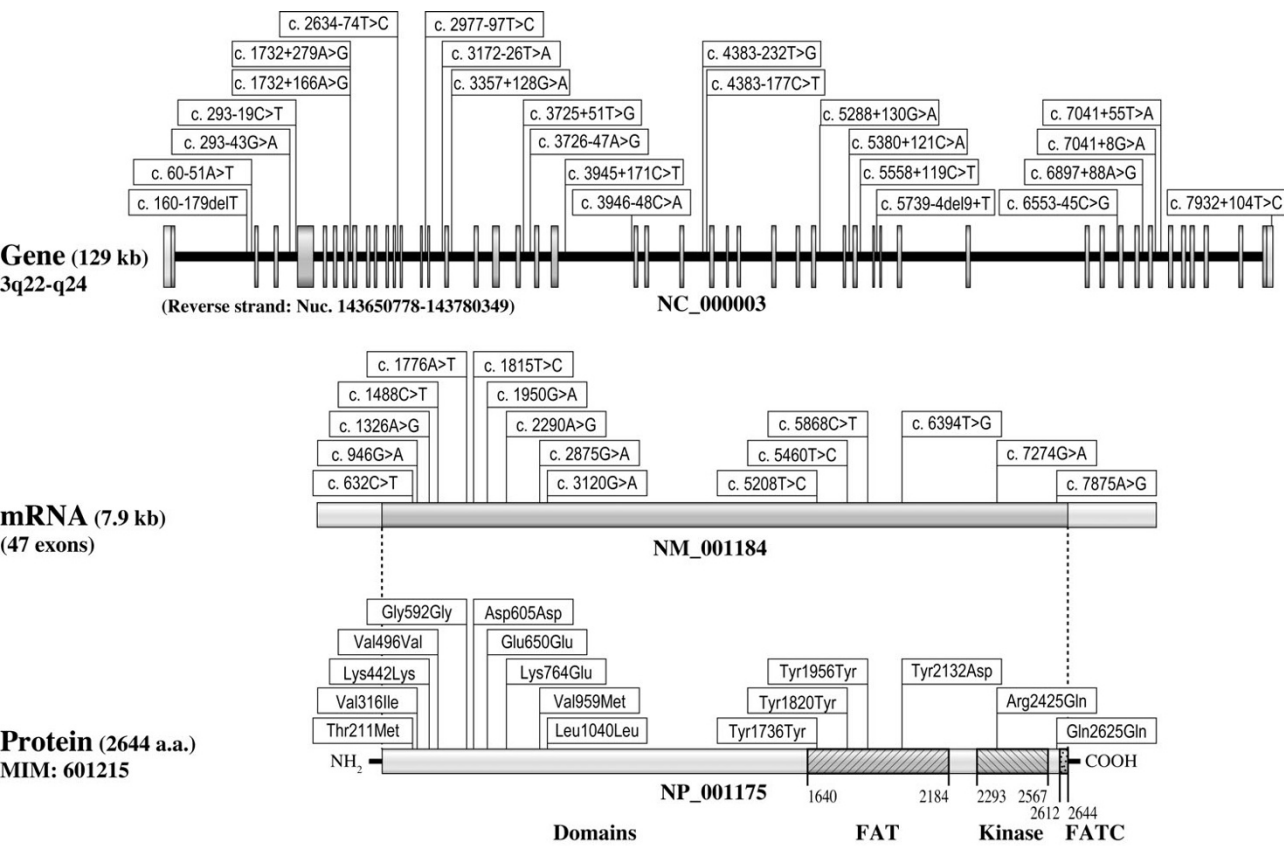 c. 2634-74T>C
c. 2977-97T>C
c. 1732+279A>G
c. 3172-26T>A
c. 4383-232T>G
c. 1732+166A>G
c. 3357+128G>A
c. 4383-177C>T
c. 293-19C>T
c. 3725+51T>G
c. 5288+130G>A
c. 7041+55T>A
c. 293-43G>A
c. 3726-47A>G
c. 5380+121C>A
c. 7041+8G>A
c. 60-51A>T
c. 3945+171C>T
c. 5558+119C>T
c. 6897+88A>G
c. 160-179delT
c. 3946-48C>A
c. 5739-4del9+T
c. 6553-45C>G
c. 7932+104T>C
Gene (129 kb)
3q22-q24
(Reverse strand: Nuc. 143650778-143780349)
NC_000003
c. 1776A>T
c. 1815T>C
c. 1488C>T
c. 1950G>A
c. 1326A>G
c. 2290A>G
c. 5868C>T
c. 6394T>G
c. 946G>A
c. 2875G>A
c. 5460T>C
c. 7274G>A
c. 632C>T
c. 3120G>A
c. 5208T>C
c. 7875A>G
mRNA (7.9 kb)
(47 exons)
NM_001184
Gly592Gly
Asp605Asp
Val496Val
Glu650Glu
Lys442Lys
Lys764Glu
Tyr1956Tyr
Tyr2132Asp
Val316Ile
Val959Met
Tyr1820Tyr
Arg2425Gln
Thr211Met
Leu1040Leu
Tyr1736Tyr
Gln2625Gln
Protein (2644 a.a.)
MIM: 601215
NH2
COOH
NP_001175
1640
2184
2293
2567
2612
2644
Domains
FAT
Kinase
FATC